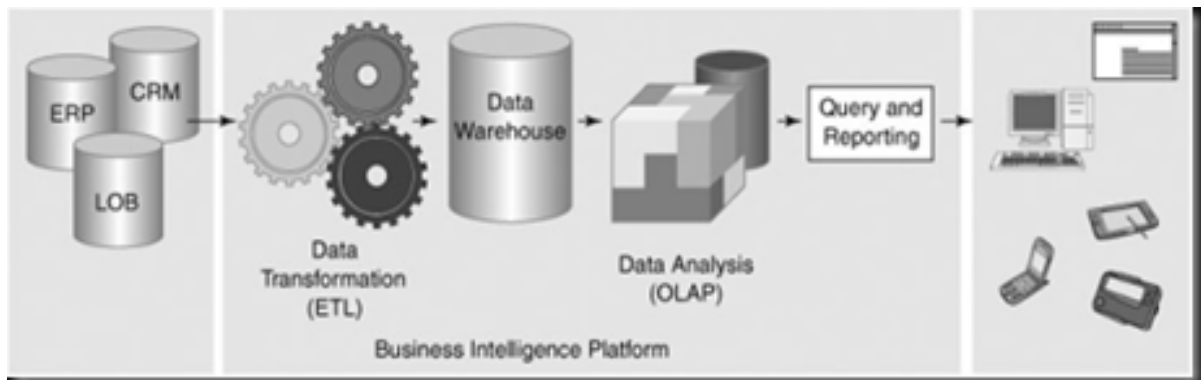 ERP
CRM
LOB
Data
Transformation
(ETL)
Data
Warehouse
Data Analysis
(OLAP)
Query and
Reporting
Business Intelligence Platform